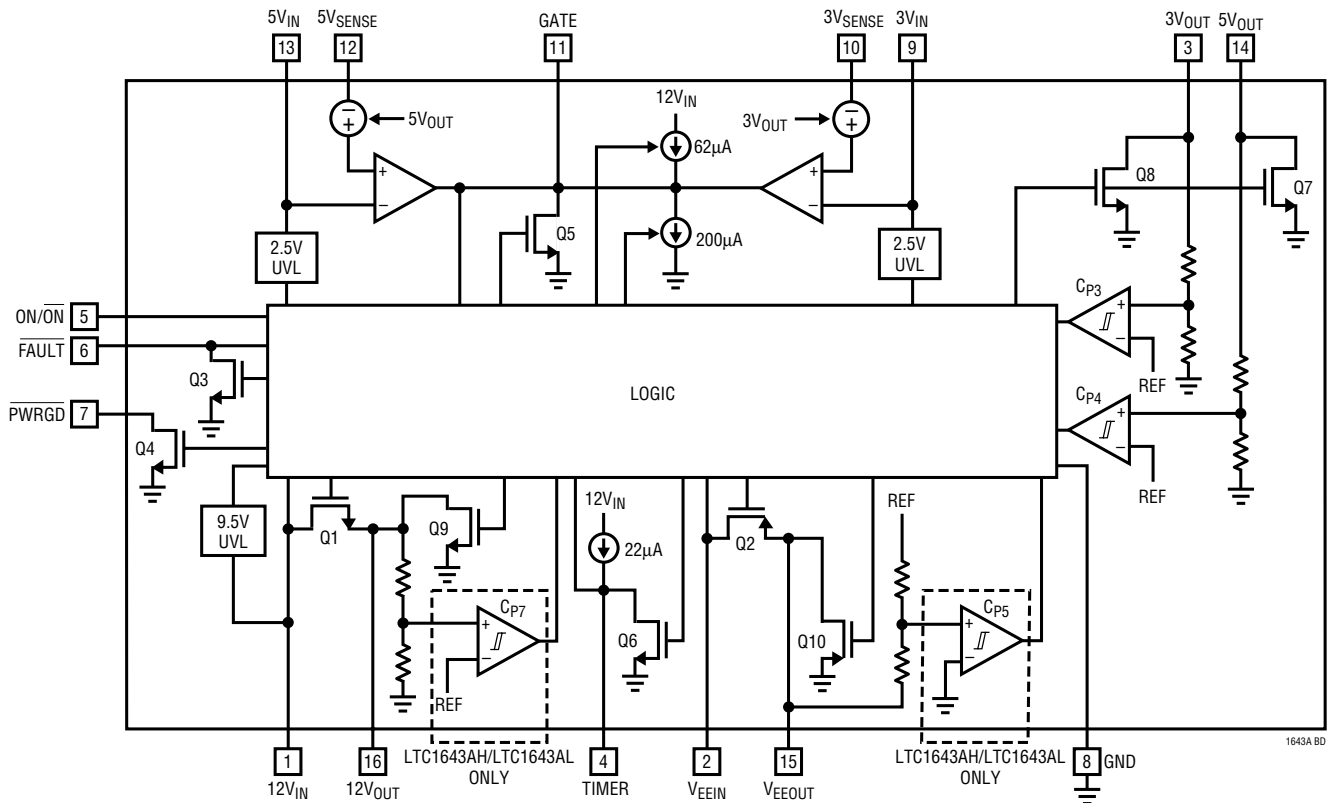 5VIN
5VSENSE
GATE
3VSENSE
3VIN
3VOUT
5VOUT
13
12
11
10
9
3
14
12VIN
−
+
5VOUT
3VOUT
−
+
62µA
+
−
+
−
Q8
Q7
Q5
200µA
2.5V
UVL
2.5V
UVL
CP3
+
−
REF
ON/O̅N̅
5
F̅A̅U̅L̅T̅
6
Q3
LOGIC
P̅W̅R̅G̅D̅
7
Q4
CP4
+
−
REF
9.5V
UVL
Q1
Q9
12VIN
22µA
Q2
REF
CP7
+
−
REF
Q6
Q10
CP5
+
−
1643A BD
1
16
LTC1643AH/LTC1643AL
ONLY
4
2
15
LTC1643AH/LTC1643AL
ONLY
8
GND
12VIN
12VOUT
TIMER
VEEIN
VEEOUT